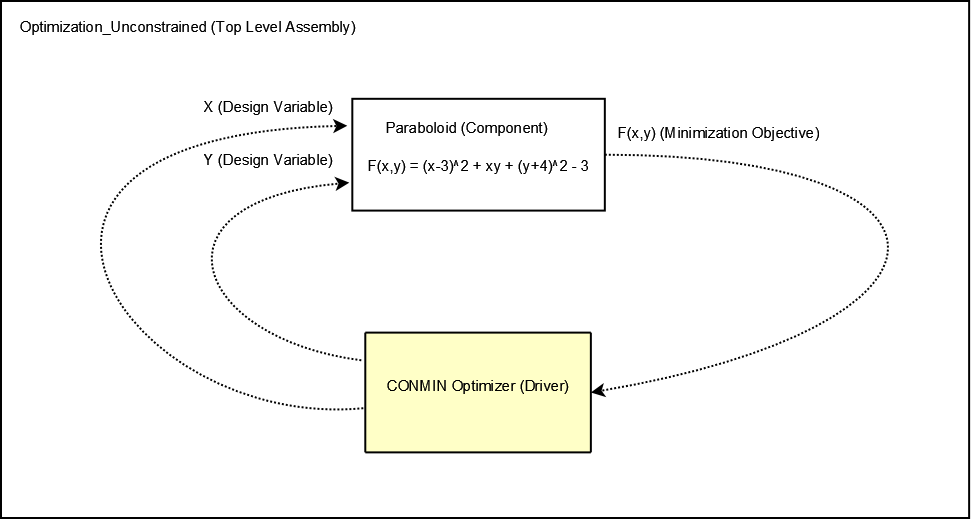 Optimization_Unconstrained (Top Level Assembly)
X (Design Variable)
Paraboloid (Component)
F(x,y) (Minimization Objective)
Y (Design Variable)
F(x,y) = (x-3)^2 + xy + (y+4)^2 - 3
CONMIN Optimizer (Driver)